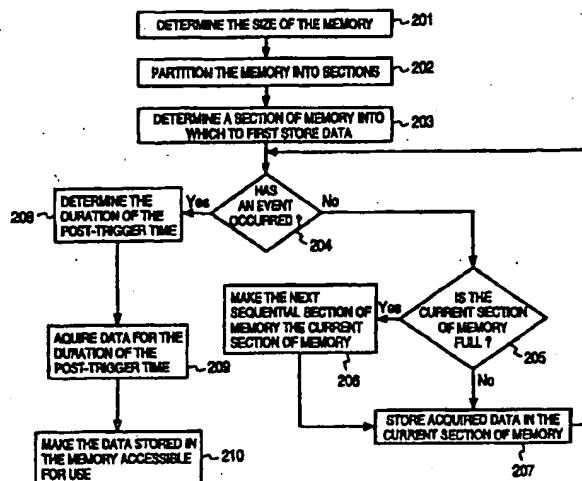 DETERMINE THE SIZE OF THE MEMORY
201
PARTITION THE MEMORY INTO SECTIONS
202
DETERMINE A SECTION OF MEMORY INTO
WHICH TO FIRST STORE DATA
203
HAS
AN EVENT
OCCURRED ?
204
Yes
No
DETERMINE THE
DURATION OF THE
POST-TRIGGER TIME
208
IS THE
CURRENT SECTION
OF MEMORY
FULL ?
205
Yes
No
MAKE THE NEXT
SEQUENTIAL SECTION OF
MEMORY THE CURRENT
SECTION OF MEMORY
206
AQUIRE DATA FOR THE
DURATION OF THE
POST-TRIGGER TIME
209
STORE ACQUIRED DATA IN THE
CURRENT SECTION OF MEMORY
207
MAKE THE DATA STORED IN
THE MEMORY ACCESSIBLE
FOR USE
210